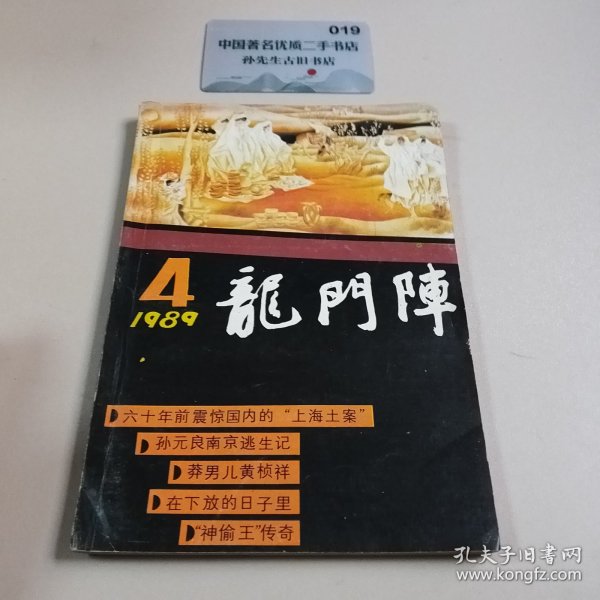 019
中国著名优质二手书店
孙先生古旧书店
4
1989
龍門陣
六十年前震惊国内的“上海土案”
孙元良南京逃生记
莽男儿黄桢祥
在下放的日子里
“神偷王”传奇
孔夫子旧书网
www.kongfz.com